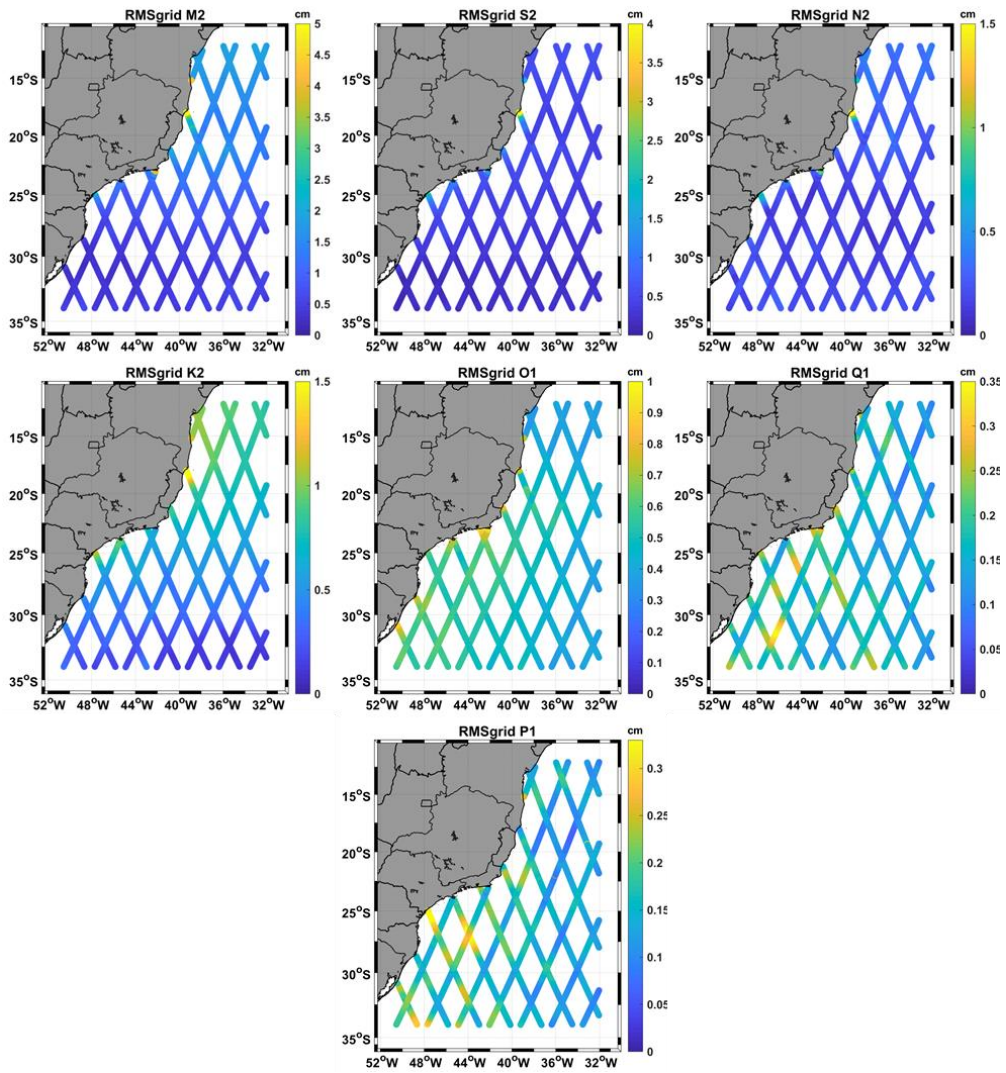 RMSgrid M2
cm
5
4.5
4
3.5
3
2.5
2
1.5
1
0.5
0
15°S
20°S
25°S
30°S
35°S
52°W 48°W 44°W 40°W 36°W 32°W
RMSgrid S2
cm
4
3.5
3
2.5
2
1.5
1
0.5
0
15°S
20°S
25°S
30°S
35°S
52°W 48°W 44°W 40°W 36°W 32°W
RMSgrid N2
cm
1.5
1
0.5
0
15°S
20°S
25°S
30°S
35°S
52°W 48°W 44°W 40°W 36°W 32°W
RMSgrid K2
cm
1.5
1
0.5
0
15°S
20°S
25°S
30°S
35°S
52°W 48°W 44°W 40°W 36°W 32°W
RMSgrid O1
cm
1
0.9
0.8
0.7
0.6
0.5
0.4
0.3
0.2
0.1
0
15°S
20°S
25°S
30°S
35°S
52°W 48°W 44°W 40°W 36°W 32°W
RMSgrid Q1
cm
0.35
0.3
0.25
0.2
0.15
0.1
0.05
0
15°S
20°S
25°S
30°S
35°S
52°W 48°W 44°W 40°W 36°W 32°W
RMSgrid P1
cm
0.3
0.25
0.2
0.15
0.1
0.05
0
15°S
20°S
25°S
30°S
35°S
52°W 48°W 44°W 40°W 36°W 32°W